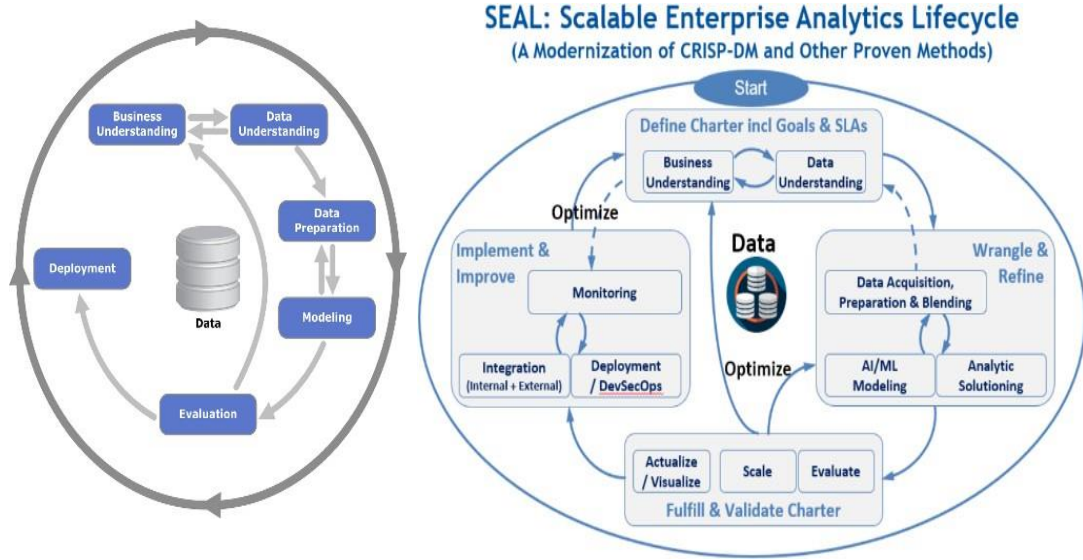 Business
Understanding
Data
Understanding
Data
Preparation
Deployment
Data
Modeling
Evaluation
SEAL: Scalable Enterprise Analytics Lifecycle
(A Modernization of CRISP-DM and Other Proven Methods)
Start
Define Charter incl Goals & SLAs
Business
Understanding
Data
Understanding
Optimize
Data
Implement &
Improve
Monitoring
Integration
(Internal + External)
Deployment
/ DevSecOps
Wrangle &
Refine
Data Acquisition,
Preparation & Blending
AI/ML
Modeling
Analytic
Solutioning
Optimize
Actualize
/ Visualize
Scale
Evaluate
Fulfill & Validate Charter